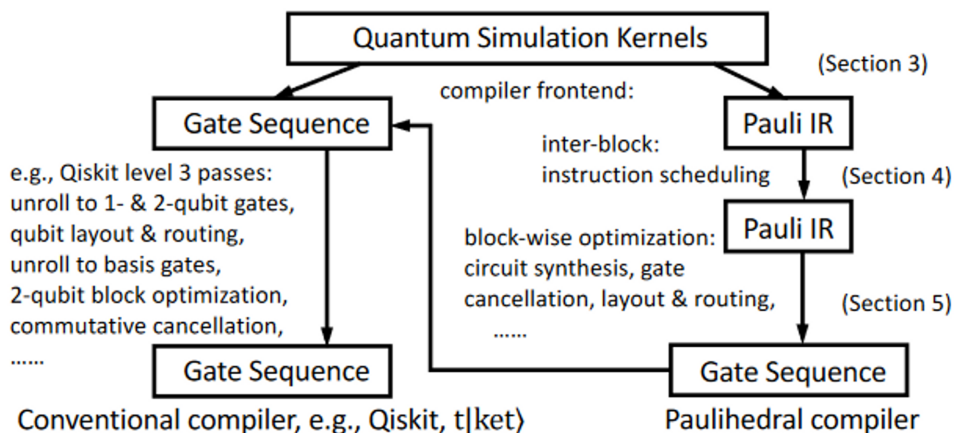 Quantum Simulation Kernels
(Section 3)
compiler frontend:
Gate Sequence
Pauli IR
inter-block:
instruction scheduling
(Section 4)
e.g., Qiskit level 3 passes:
unroll to 1- & 2-qubit gates,
qubit layout & routing,
unroll to basis gates,
2-qubit block optimization,
commutative cancellation,
......
Pauli IR
block-wise optimization:
circuit synthesis, gate
cancellation, layout & routing,
......
(Section 5)
Gate Sequence
Gate Sequence
Conventional compiler, e.g., Qiskit, t|ket⟩
Paulihedral compiler